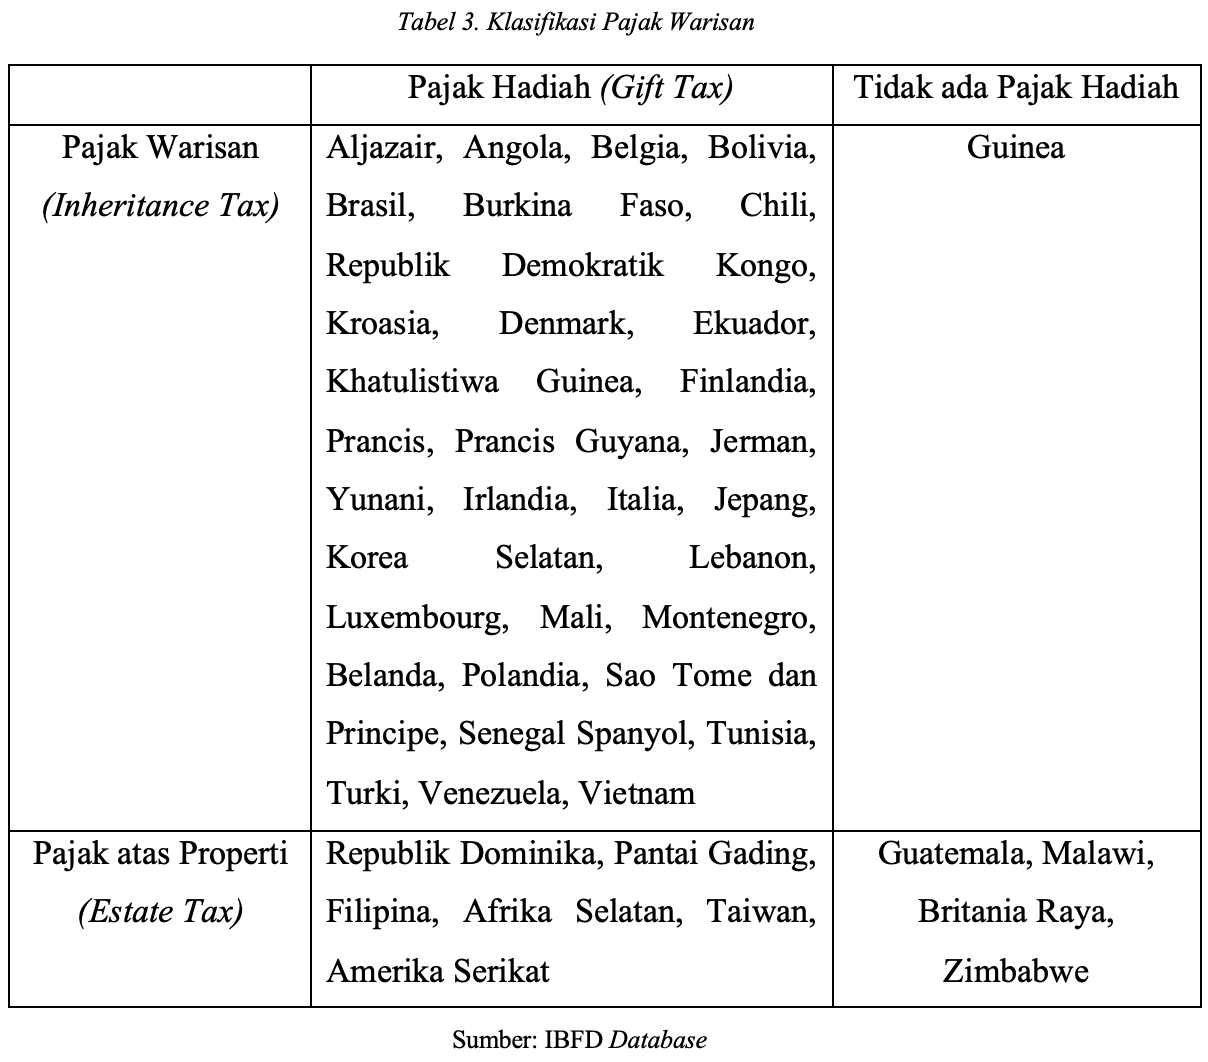 Tabel 3. Klasifikasi Pajak Warisan
Pajak Hadiah (Gift Tax)
Tidak ada Pajak Hadiah
Pajak Warisan
(Inheritance Tax)
Aljazair, Angola, Belgia, Bolivia,
Brasil, Burkina Faso, Chili,
Republik Demokratik Kongo,
Kroasia, Denmark, Ekuador,
Khatulistiwa Guinea, Finlandia,
Prancis, Prancis Guyana, Jerman,
Yunani, Irlandia, Italia, Jepang,
Korea Selatan, Lebanon,
Luxembourg, Mali, Montenegro,
Belanda, Polandia, Sao Tome dan
Principe, Senegal Spanyol, Tunisia,
Turki, Venezuela, Vietnam
Guinea
Pajak atas Properti
(Estate Tax)
Republik Dominika, Pantai Gading,
Filipina, Afrika Selatan, Taiwan,
Amerika Serikat
Guatemala, Malawi,
Britania Raya,
Zimbabwe
Sumber: IBFD Database